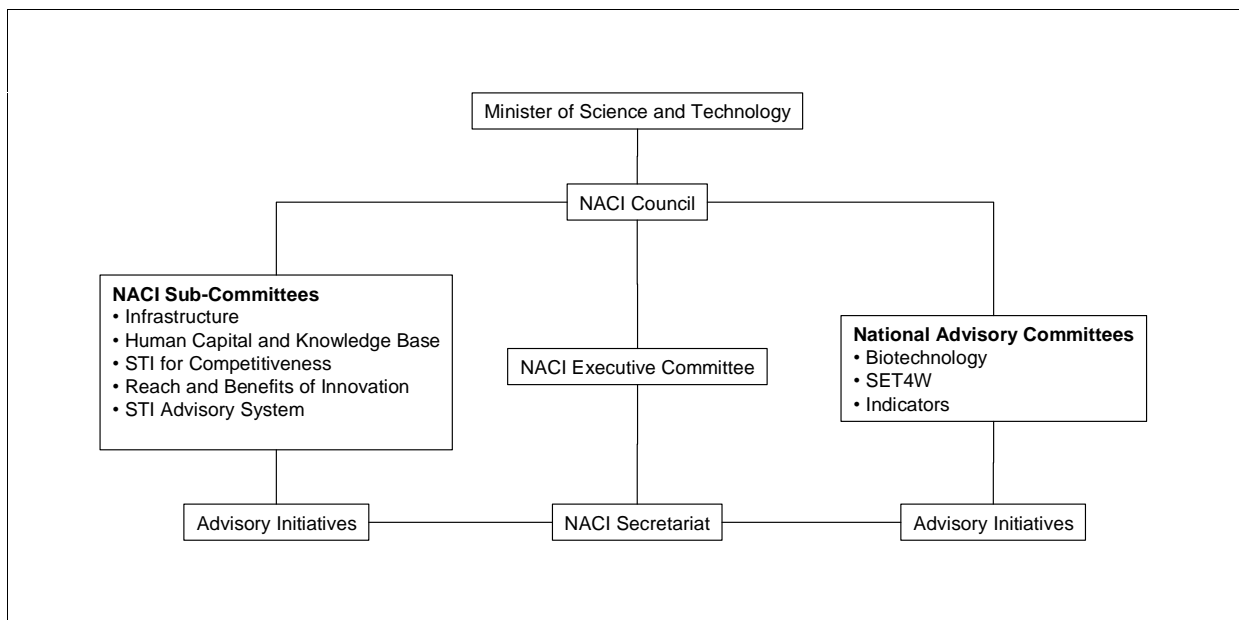 Minister of Science and Technology
NACI Council
NACI Sub-Committees
• Infrastructure
• Human Capital and Knowledge Base
• STI for Competitiveness
• Reach and Benefits of Innovation
• STI Advisory System
NACI Executive Committee
National Advisory Committees
• Biotechnology
• SET4W
• Indicators
Advisory Initiatives
NACI Secretariat
Advisory Initiatives